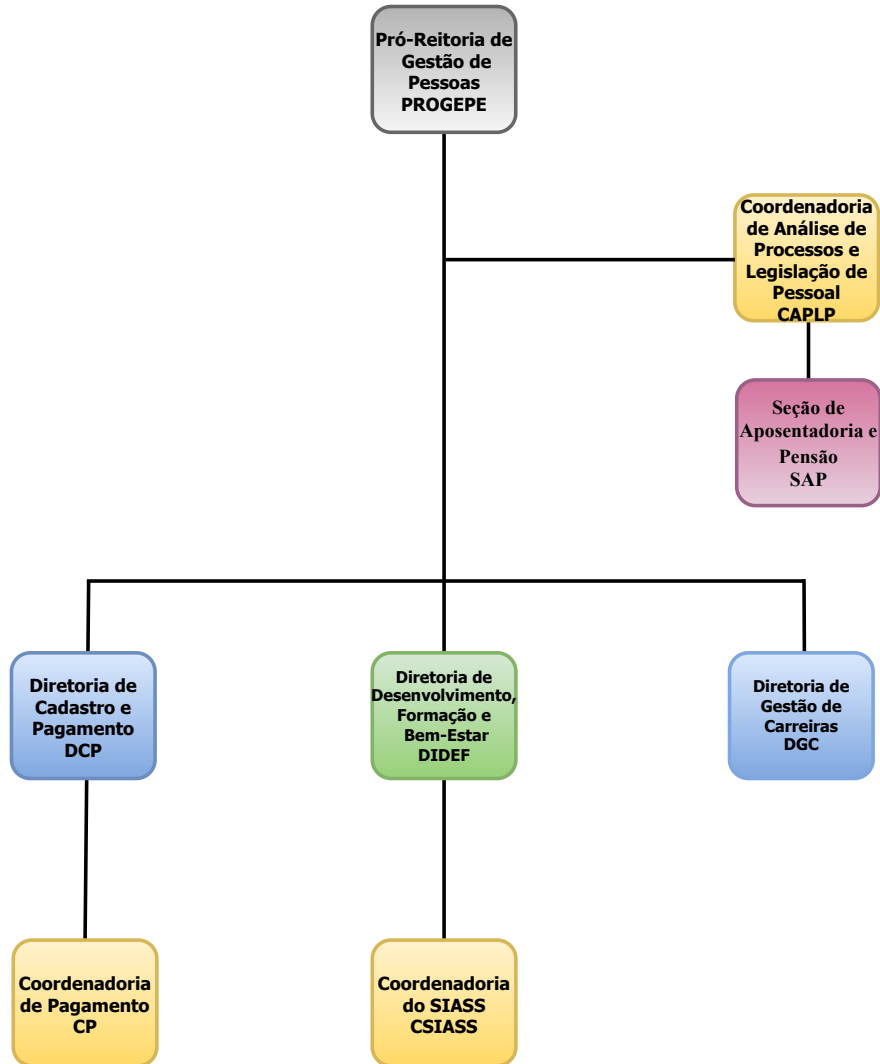 Pró-Reitoria de
Gestão de
Pessoas
PROGEPE
Coordenadoria
de Análise de
Processos e
Legislação de
Pessoal
CAPLP
Seção de
Aposentadoria e
Pensão
SAP
Diretoria de
Cadastro e
Pagamento
DCP
Diretoria de
Desenvolvimento,
Formação e
Bem-Estar
DIDEF
Diretoria de
Gestão de
Carreiras
DGC
Coordenadoria
de Pagamento
CP
Coordenadoria
do SIASS
CSIASS